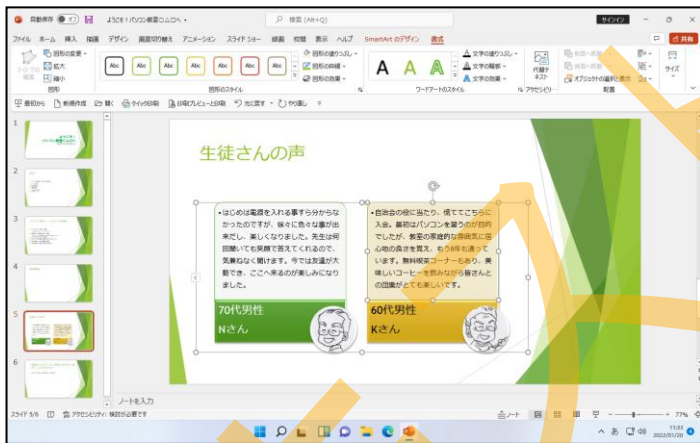 自動保存 オフ
ようこそ！パソコン教室○△□へ
検索 (Alt+Q)
サインイン
ファイル ホーム 挿入 描画 デザイン 画面切り替え アニメーション スライド ショー 録画 校閲 表示 ヘルプ SmartArt のデザイン 書式
共有
図形の変更
拡大
縮小
図形
Abc Abc Abc Abc Abc Abc
図形の塗りつぶし
図形の枠線
図形の効果
図形のスタイル
A A A
文字の塗りつぶし
文字の輪郭
文字の効果
ワードアートのスタイル
代替テキスト
アクセシビリ…
オブジェクトの選択と表示
配置
サイズ
最初から 新規作成 開く クイック印刷 印刷プレビューと印刷 元に戻す やり直し
1
2
3
4
5
6
生徒さんの声
・はじめは電源を入れる事すら分からな
かったのですが、徐々に色々な事が出
来だし、楽しくなりました。先生は何
回聞いても笑顔で答えてくれるので、
気兼ねなく聞けます。今では友達が大
勢でき、ここへ来るのが楽しみになり
ました。
70代男性
Nさん
・自治会の役に当たり、慌ててこちらに
入会。最初はパソコンを習うのが目的
でしたが、教室の家庭的な雰囲気に居
心地の良さを覚え、もう8年も通って
います。無料喫茶コーナーもあり、美
味しいコーヒーを飲みながら皆さんと
の団欒がとても楽しいです。
60代男性
Kさん
ノートを入力
スライド 5/6
アクセシビリティ: 検討が必要です
ノート
77%
あ
11:03
2022/01/20